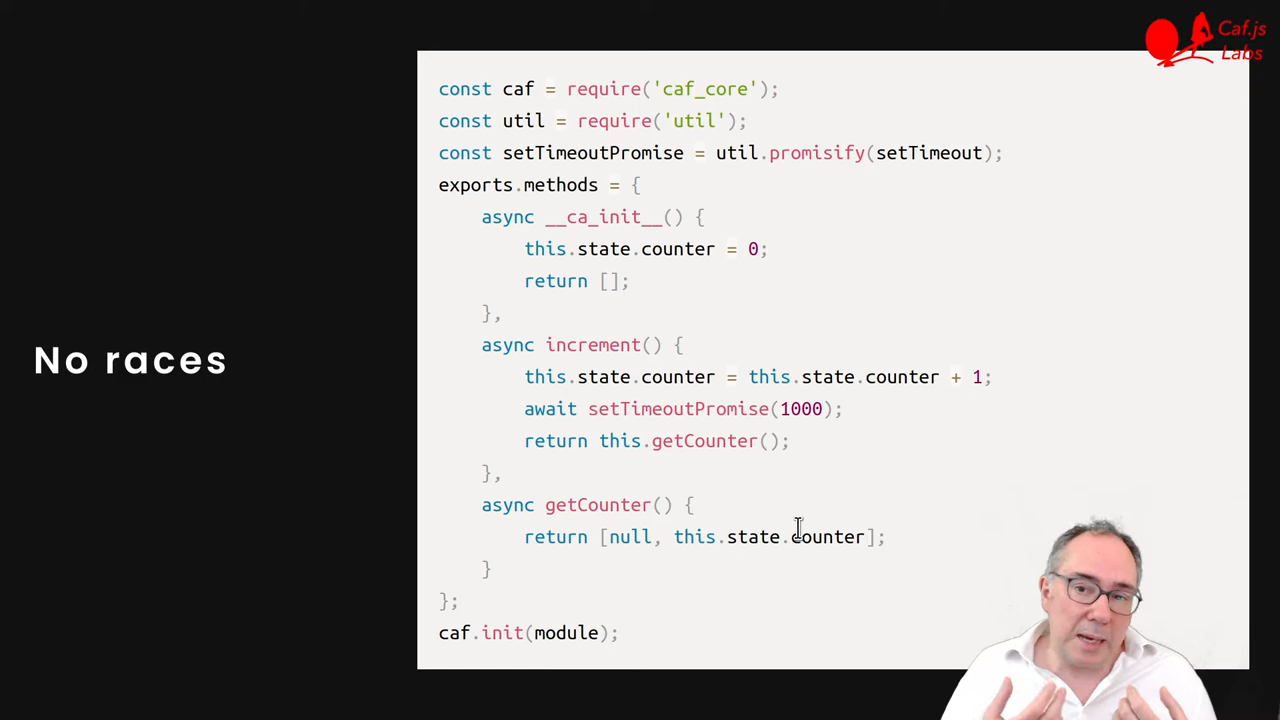 Caf.js
Labs
No races
const caf = require('caf_core');
const util = require('util');
const setTimeoutPromise = util.promisify(setTimeout);
exports.methods = {
    async __ca_init__() {
        this.state.counter = 0;
        return [];
    },
    async increment() {
        this.state.counter = this.state.counter + 1;
        await setTimeoutPromise(1000);
        return this.getCounter();
    },
    async getCounter() {
        return [null, this.state.counter];
    }
};
caf.init(module);